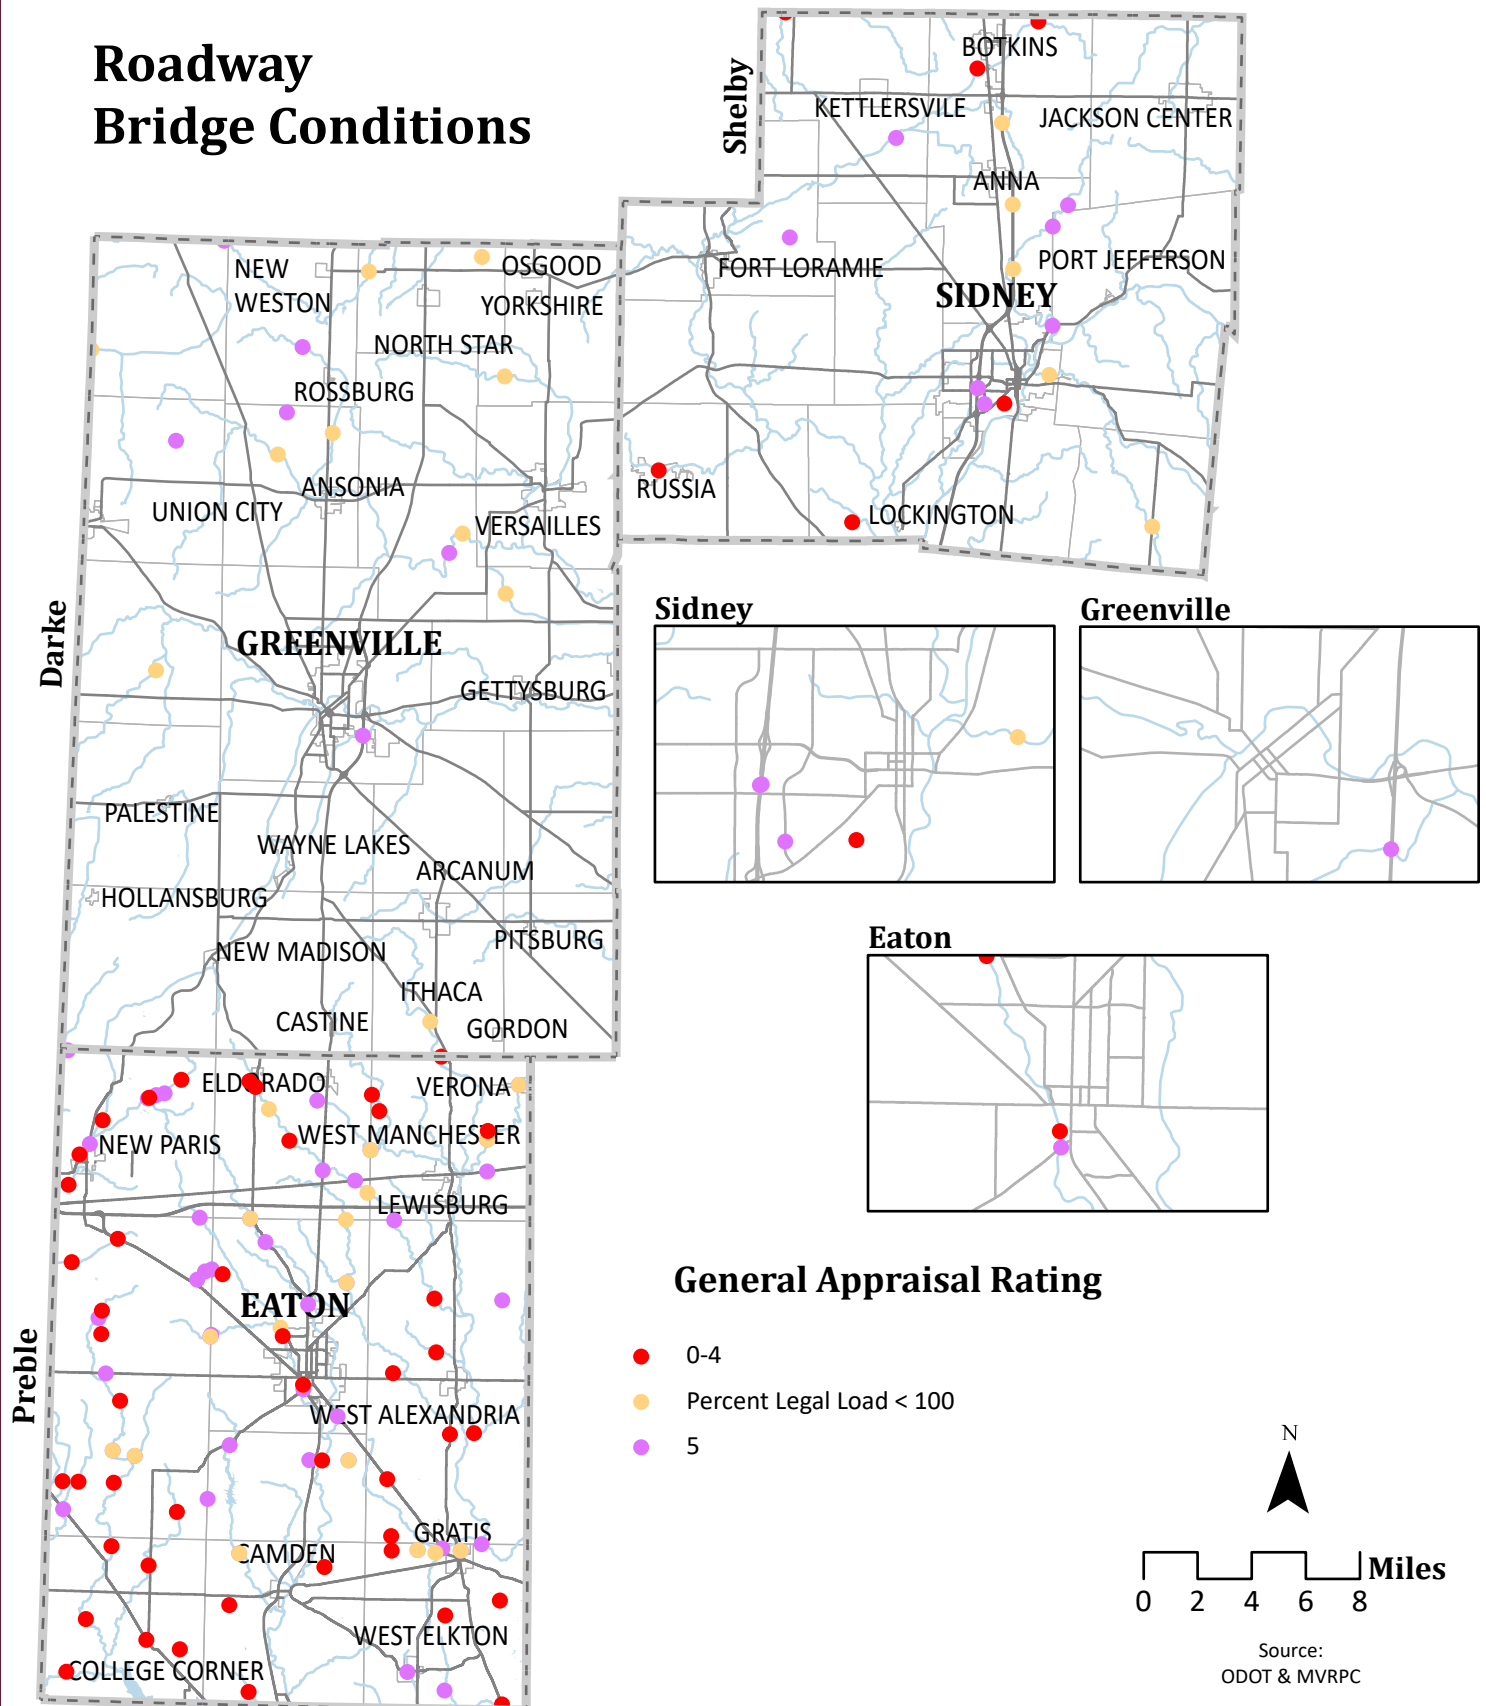 Roadway
Bridge Conditions
Shelby
BOTKINS
KETTLERSVILE
JACKSON CENTER
ANNA
FORT LORAMIE
PORT JEFFERSON
SIDNEY
RUSSIA
LOCKINGTON
Darke
NEW
WESTON
OSGOOD
YORKSHIRE
NORTH STAR
ROSSBURG
ANSONIA
UNION CITY
VERSAILLES
GREENVILLE
GETTYSBURG
PALESTINE
WAYNE LAKES
ARCANUM
HOLLANSBURG
NEW MADISON
PITSBURG
ITHACA
CASTINE
GORDON
Preble
ELDORADO
VERONA
NEW PARIS
WEST MANCHESTER
LEWISBURG
EATON
WEST ALEXANDRIA
GRATIS
CAMDEN
WEST ELKTON
COLLEGE CORNER
Sidney
Greenville
Eaton
General Appraisal Rating
0-4
Percent Legal Load < 100
5
N
Miles
0 2 4 6 8
Source:
ODOT & MVRPC